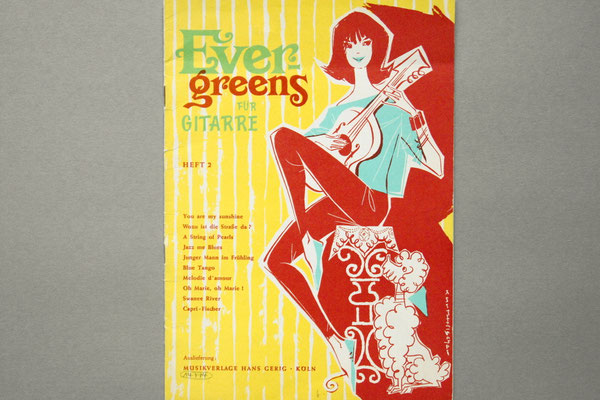 Ever-
greens
FÜR
GITARRE
HEFT 2
You are my sunshine
Wozu ist die Straße da?
A String of Pearls
Jazz me Blues
Junger Mann im Frühling
Blue Tango
Melodie d'amour
Oh Marie, oh Marie!
Swanee River
Capri-Fischer
Auslieferung:
MUSIKVERLAGE HANS GERIG · KÖLN